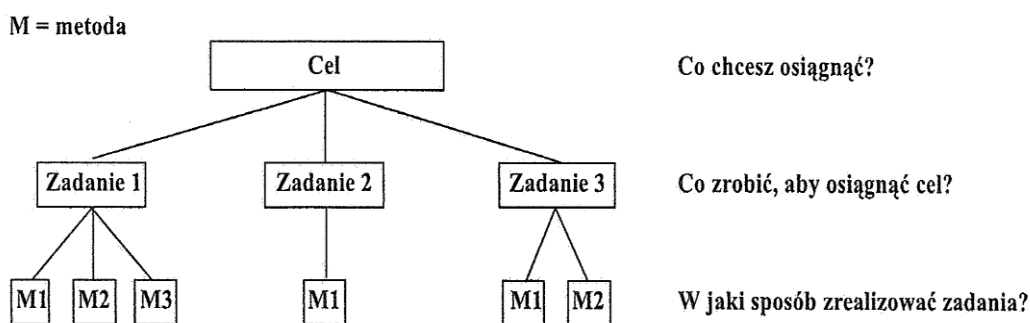 M = metoda
Cel
Co chcesz osiągnąć?
Zadanie 1
Zadanie 2
Zadanie 3
Co zrobić, aby osiągnąć cel?
M1
M2
M3
M1
M1
M2
W jaki sposób zrealizować zadania?